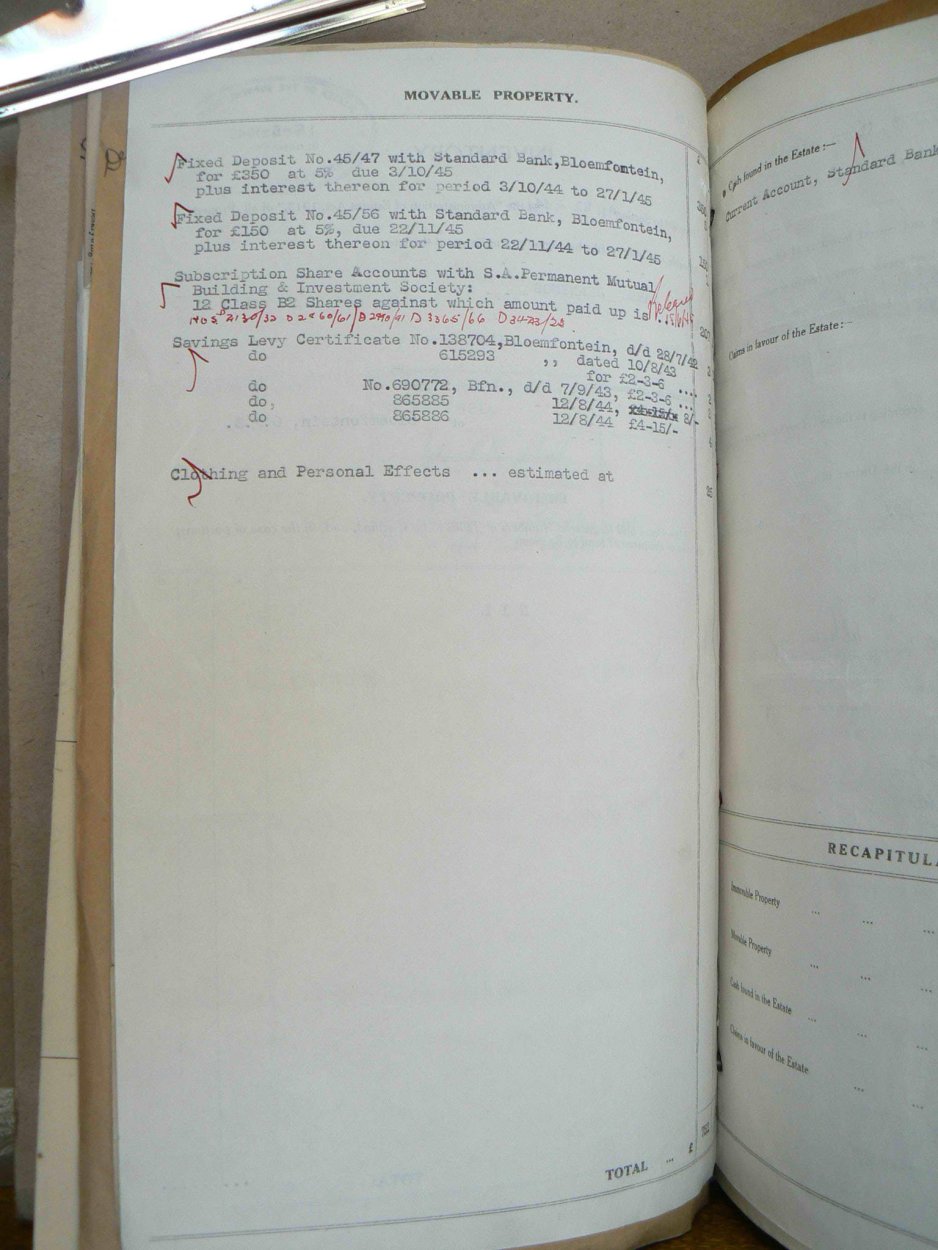 MOVABLE PROPERTY.
£
Fixed Deposit No.45/47 with Standard Bank,Bloemfontein,
for £350 at 5% due 3/10/45
plus interest thereon for period 3/10/44 to 27/1/45
Fixed Deposit No.45/56 with Standard Bank, Bloemfontein,
for £150 at 5%, due 22/11/45
plus interest thereon for period 22/11/44 to 27/1/45
Subscription Share Accounts with S.A.Permanent Mutual
Building & Investment Society:
12 Class B2 Shares against which amount paid up is ...
Savings Levy Certificate No.138704,Bloemfontein, d/d 28/7/42
do 615293 ,, dated 10/8/43
for £2-3-6 ....
do No.690772, Bfn., d/d 7/9/43, £2-3-6 ...
do, 865885 12/8/44, 8/-
do 865886 12/8/44 £4-15/-
Clothing and Personal Effects ... estimated at
25
TOTAL ... £
Cash found in the Estate :—
Current Account, Standard Bank
Claims in favour of the Estate :—
RECAPITULA
Immovable Property ... ... ...
Movable Property ... ... ...
Cash found in the Estate ... ... ...
Claims in favour of the Estate ... ...